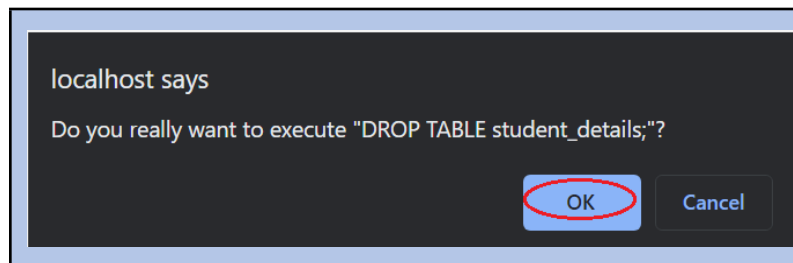 localhost says
Do you really want to execute "DROP TABLE student_details;"?
OK Cancel